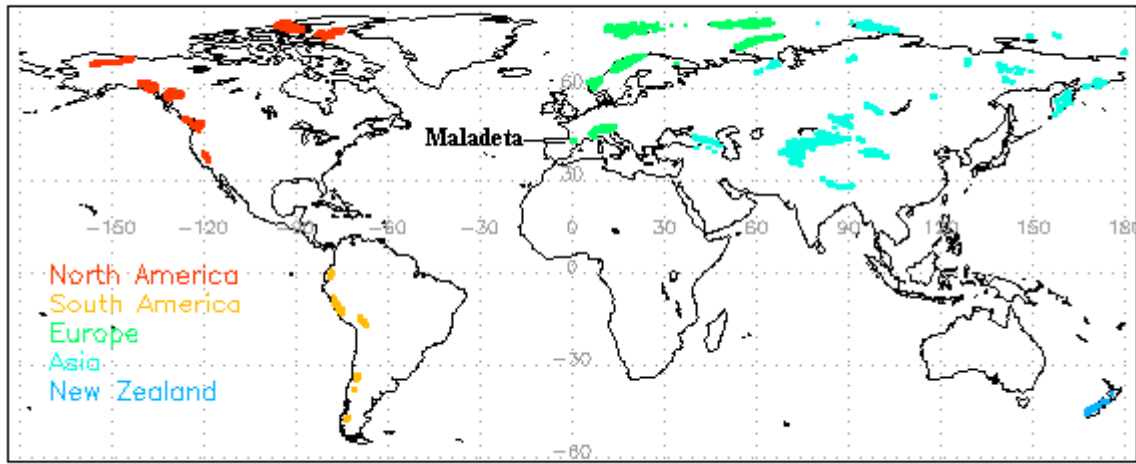 60
Maladeta
30
-150 -120 -90 -60 -30 0 30 60 90 120 150 180
North America
0
South America
Europe
Asia
-30
New Zealand
-60